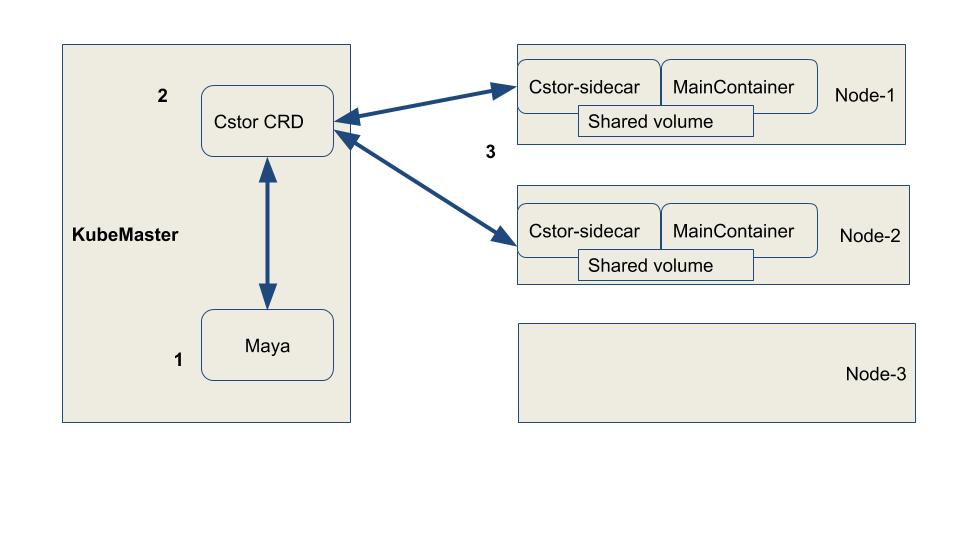 2
Cstor CRD
KubeMaster
1
Maya
3
Cstor-sidecar
MainContainer
Shared volume
Node-1
Cstor-sidecar
MainContainer
Shared volume
Node-2
Node-3